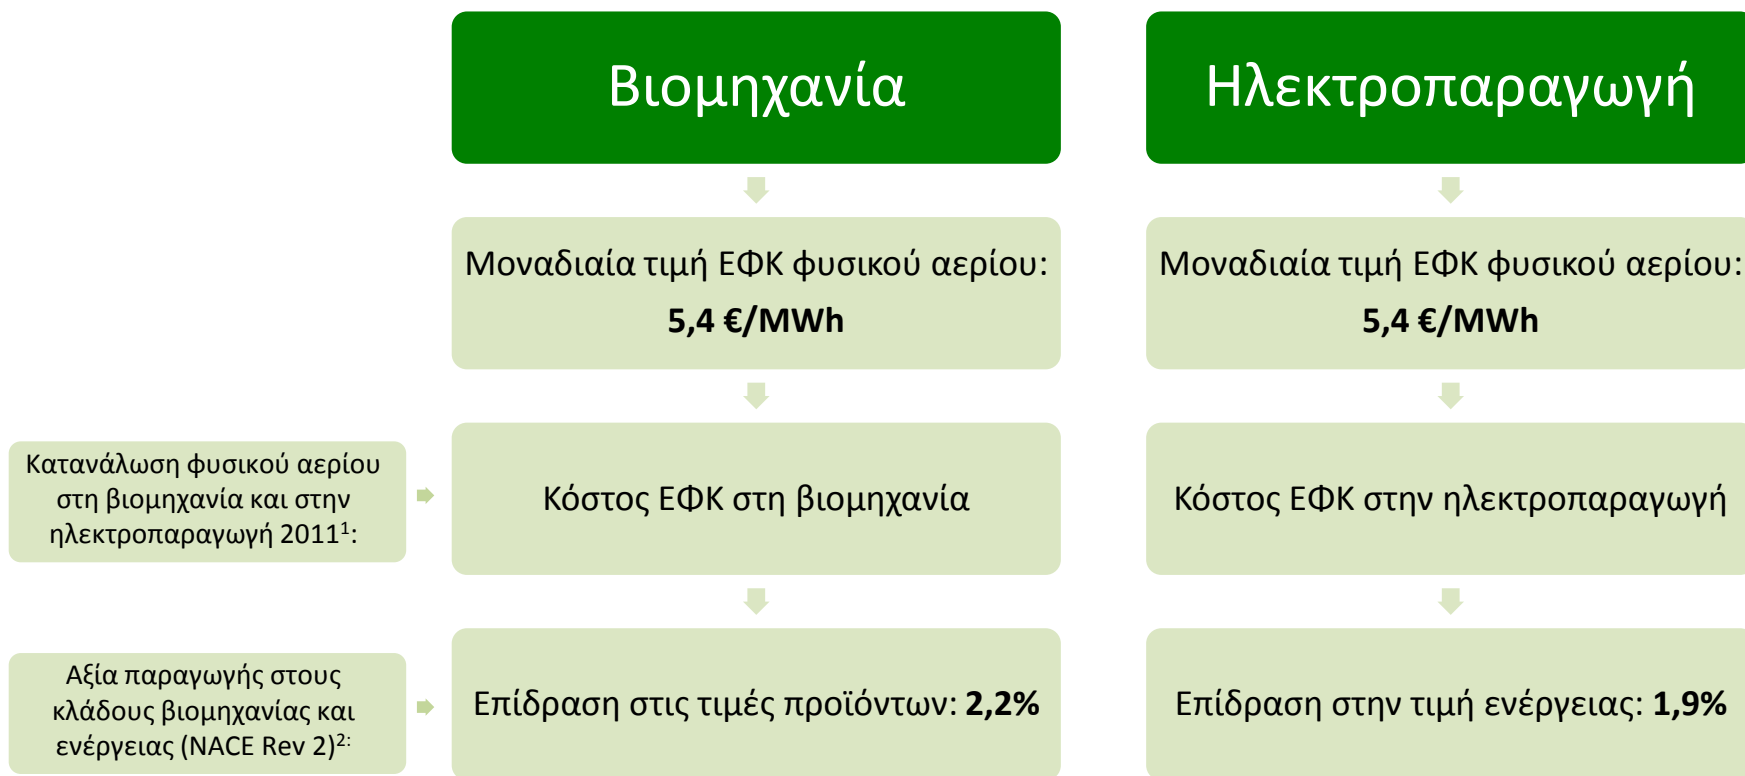 Βιομηχανία
Ηλεκτροπαραγωγή
Μοναδιαία τιμή ΕΦΚ φυσικού αερίου:
5,4 €/MWh
Μοναδιαία τιμή ΕΦΚ φυσικού αερίου:
5,4 €/MWh
Κατανάλωση φυσικού αερίου
στη βιομηχανία και στην
ηλεκτροπαραγωγή 2011¹:
Κόστος ΕΦΚ στη βιομηχανία
Κόστος ΕΦΚ στην ηλεκτροπαραγωγή
Αξία παραγωγής στους
κλάδους βιομηχανίας και
ενέργειας (NACE Rev 2)²:
Επίδραση στις τιμές προϊόντων: 2,2%
Επίδραση στην τιμή ενέργειας: 1,9%